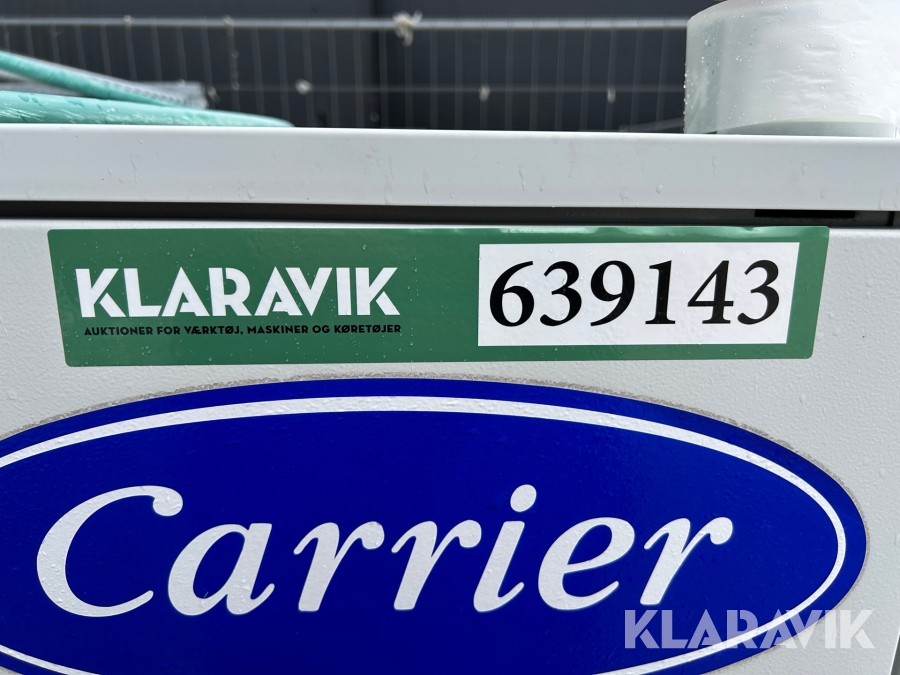 KLARAVIK
AUKTIONER FOR VÆRKTØJ, MASKINER OG KØRETØJER
639143
Carrier
KLARAVIK